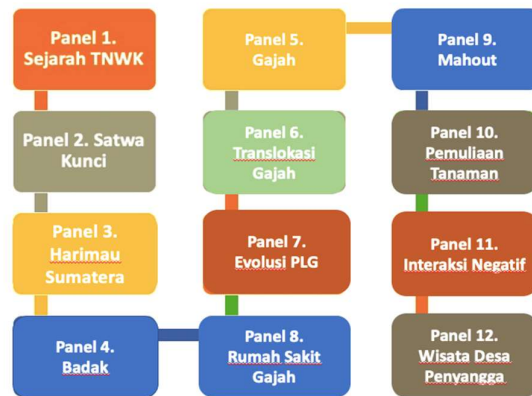 Panel 1.
Sejarah TNWK
Panel 2. Satwa
Kunci
Panel 3.
Harimau
Sumatera
Panel 4.
Badak
Panel 5.
Gajah
Panel 6.
Translokasi
Gajah
Panel 7.
Evolusi PLG
Panel 8.
Rumah Sakit
Gajah
Panel 9.
Mahout
Panel 10.
Pemuliaan
Tanaman
Panel 11.
Interaksi Negatif
Panel 12.
Wisata Desa
Penyangga